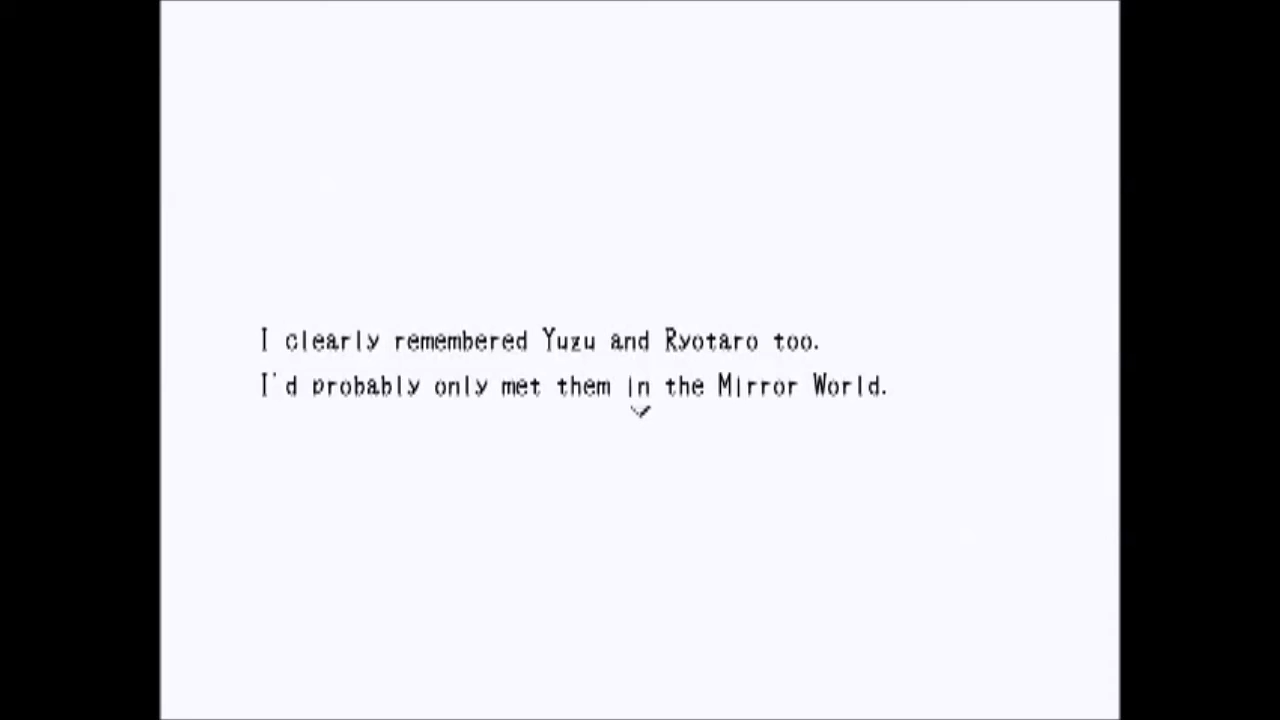 I clearly remembered Yuzu and Ryotaro too.
I'd probably only met them in the Mirror World.